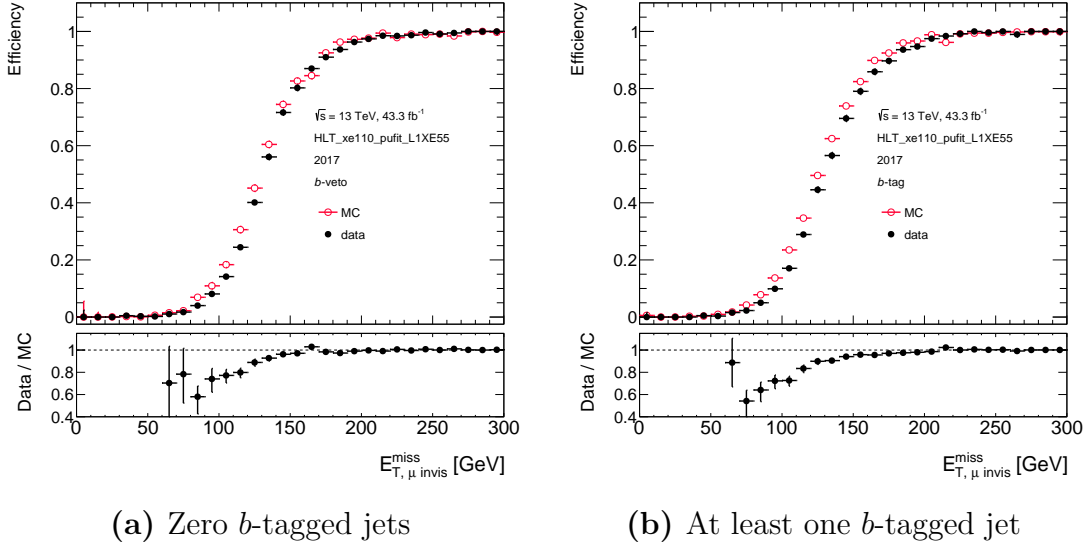 Efficiency
1
0.8
0.6
0.4
0.2
0
√s = 13 TeV, 43.3 fb⁻¹
HLT_xe110_pufit_L1XE55
2017
b-veto
MC
data
Data / MC
1
0.8
0.6
0.4
0 50 100 150 200 250 300
E_T, μ invis^miss [GeV]
(a) Zero b-tagged jets
Efficiency
1
0.8
0.6
0.4
0.2
0
√s = 13 TeV, 43.3 fb⁻¹
HLT_xe110_pufit_L1XE55
2017
b-tag
MC
data
Data / MC
1
0.8
0.6
0.4
0 50 100 150 200 250 300
E_T, μ invis^miss [GeV]
(b) At least one b-tagged jet